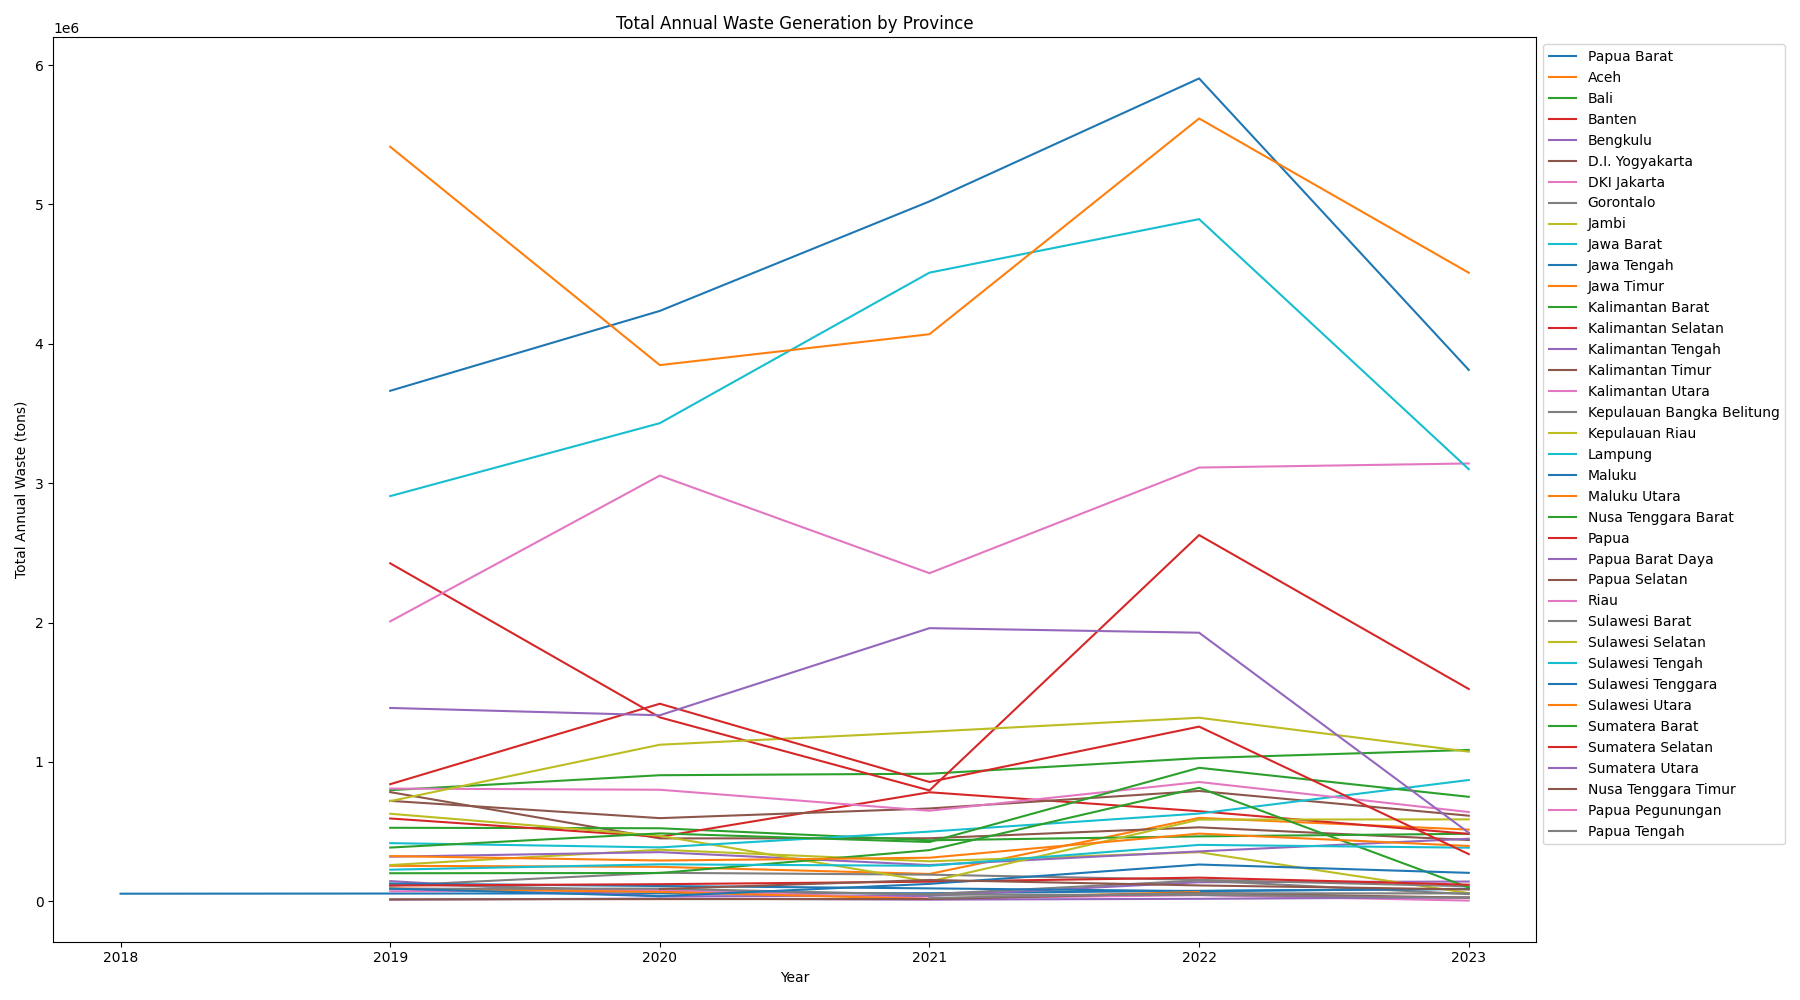 Total Annual Waste Generation by Province
1e6
6
5
4
3
2
1
0
Total Annual Waste (tons)
2018
2019
2020
2021
2022
2023
Year
Papua Barat
Aceh
Bali
Banten
Bengkulu
D.I. Yogyakarta
DKI Jakarta
Gorontalo
Jambi
Jawa Barat
Jawa Tengah
Jawa Timur
Kalimantan Barat
Kalimantan Selatan
Kalimantan Tengah
Kalimantan Timur
Kalimantan Utara
Kepulauan Bangka Belitung
Kepulauan Riau
Lampung
Maluku
Maluku Utara
Nusa Tenggara Barat
Papua
Papua Barat Daya
Papua Selatan
Riau
Sulawesi Barat
Sulawesi Selatan
Sulawesi Tengah
Sulawesi Tenggara
Sulawesi Utara
Sumatera Barat
Sumatera Selatan
Sumatera Utara
Nusa Tenggara Timur
Papua Pegunungan
Papua Tengah